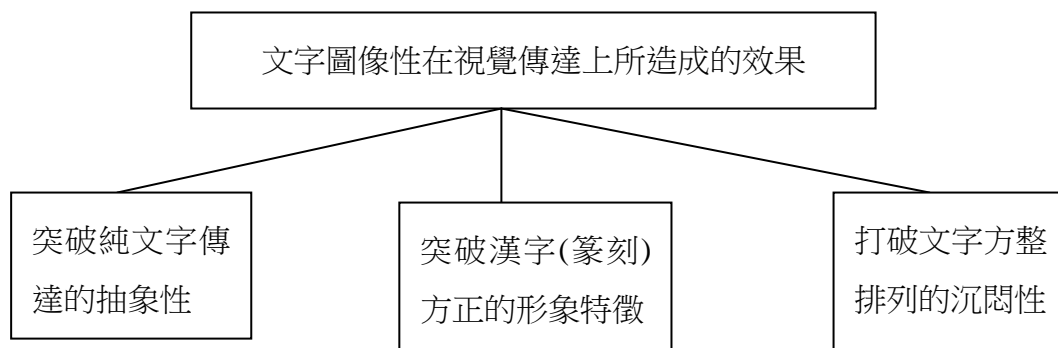 文字圖像性在視覺傳達上所造成的效果
突破純文字傳
達的抽象性
突破漢字(篆刻)
方正的形象特徵
打破文字方整
排列的沉悶性